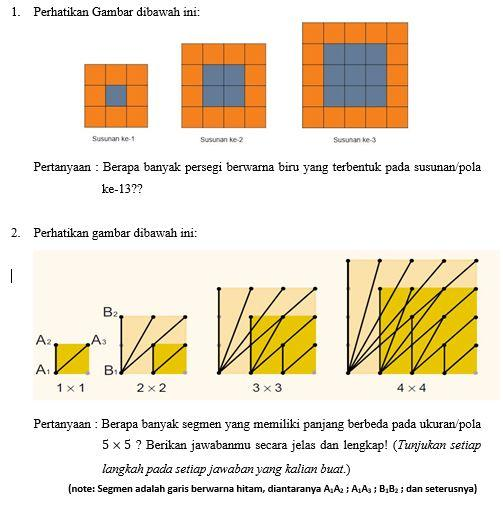 1. Perhatikan Gambar dibawah ini:
Susunan ke-1 Susunan ke-2 Susunan ke-3
Pertanyaan : Berapa banyak persegi berwarna biru yang terbentuk pada susunan/pola
ke-13??
2. Perhatikan gambar dibawah ini:
B₂
A₂ A₃
A₁ B₁
1 × 1 2 × 2 3 × 3 4 × 4
Pertanyaan : Berapa banyak segmen yang memiliki panjang berbeda pada ukuran/pola
5 × 5 ? Berikan jawabanmu secara jelas dan lengkap! (Tunjukan setiap
langkah pada setiap jawaban yang kalian buat.)
(note: Segmen adalah garis berwarna hitam, diantaranya A₁A₂ ; A₁A₃ ; B₁B₂ ; dan seterusnya)